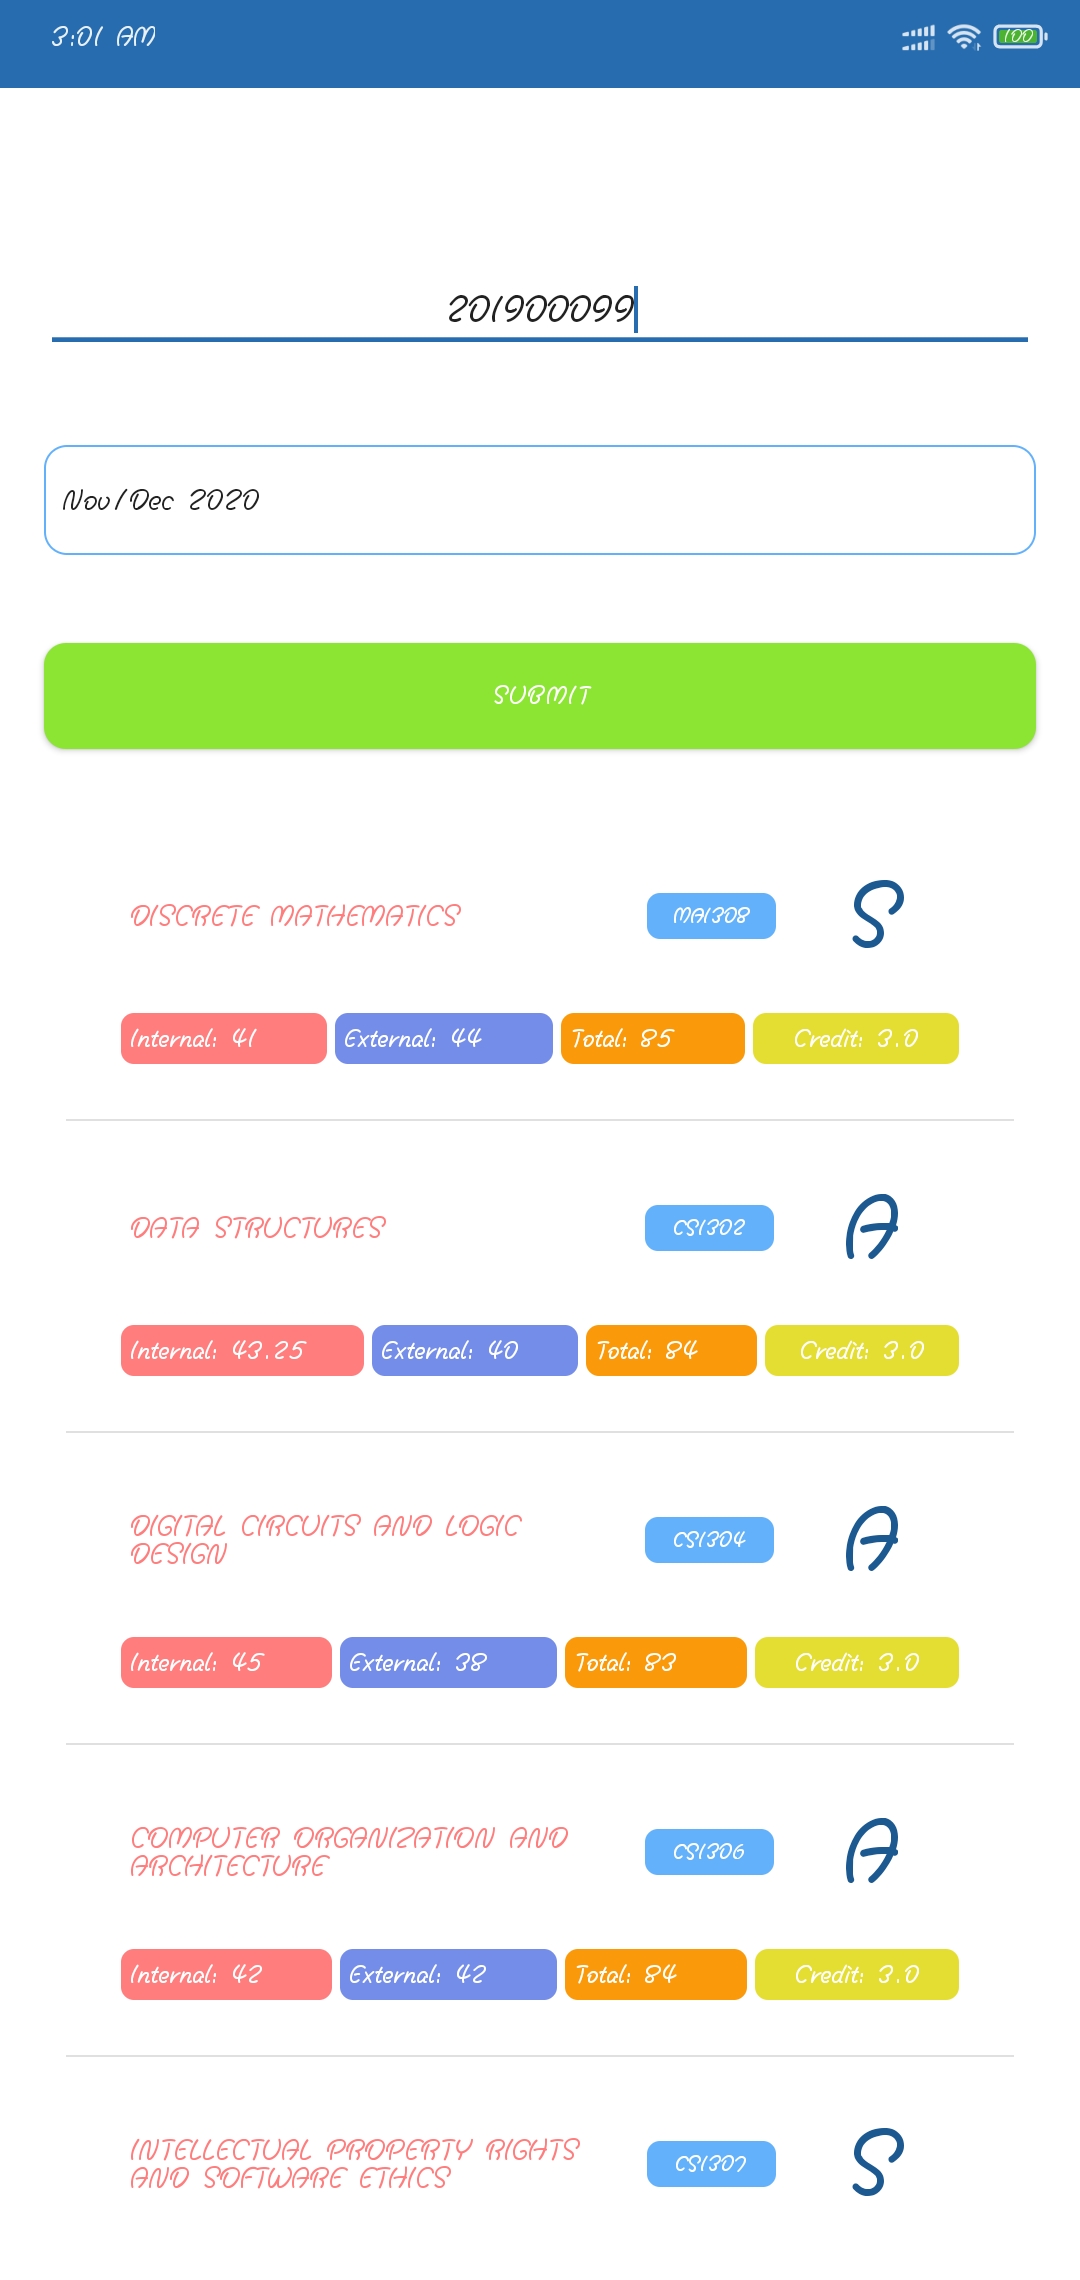 3:01 AM
100
201900099
Nov/Dec 2020
SUBMIT
DISCRETE MATHEMATICS
MA1308
S
Internal: 41
External: 44
Total: 85
Credit: 3.0
DATA STRUCTURES
CS1302
A
Internal: 43.25
External: 40
Total: 84
Credit: 3.0
DIGITAL CIRCUITS AND LOGIC
DESIGN
CS1304
A
Internal: 45
External: 38
Total: 83
Credit: 3.0
COMPUTER ORGANIZATION AND
ARCHITECTURE
CS1306
A
Internal: 42
External: 42
Total: 84
Credit: 3.0
INTELLECTUAL PROPERTY RIGHTS
AND SOFTWARE ETHICS
CS1307
S